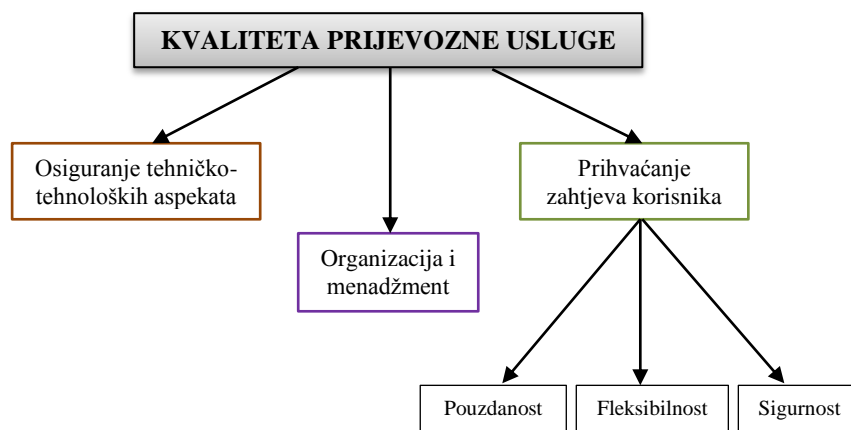 KVALITETA PRIJEVOZNE USLUGE
Osiguranje tehničko-
tehnoloških aspekata
Prihvaćanje
zahtjeva korisnika
Organizacija i
menadžment
Pouzdanost
Fleksibilnost
Sigurnost